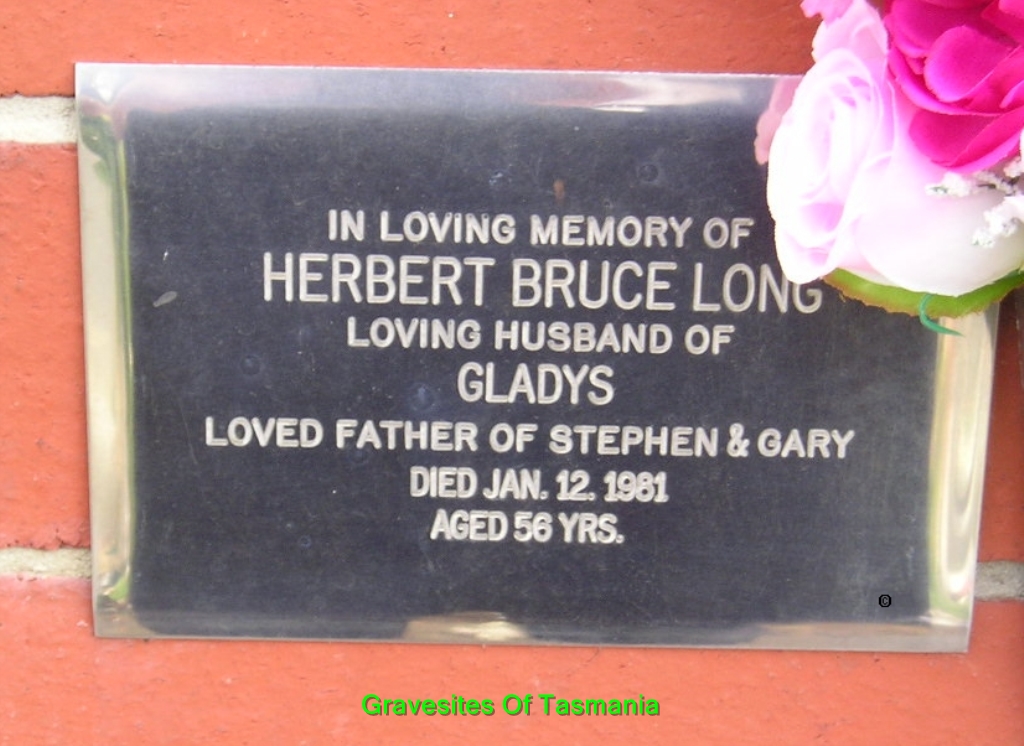 IN LOVING MEMORY OF
HERBERT BRUCE LONG
LOVING HUSBAND OF
GLADYS
LOVED FATHER OF STEPHEN & GARY
DIED JAN. 12. 1981
AGED 56 YRS.
©
Gravesites Of Tasmania